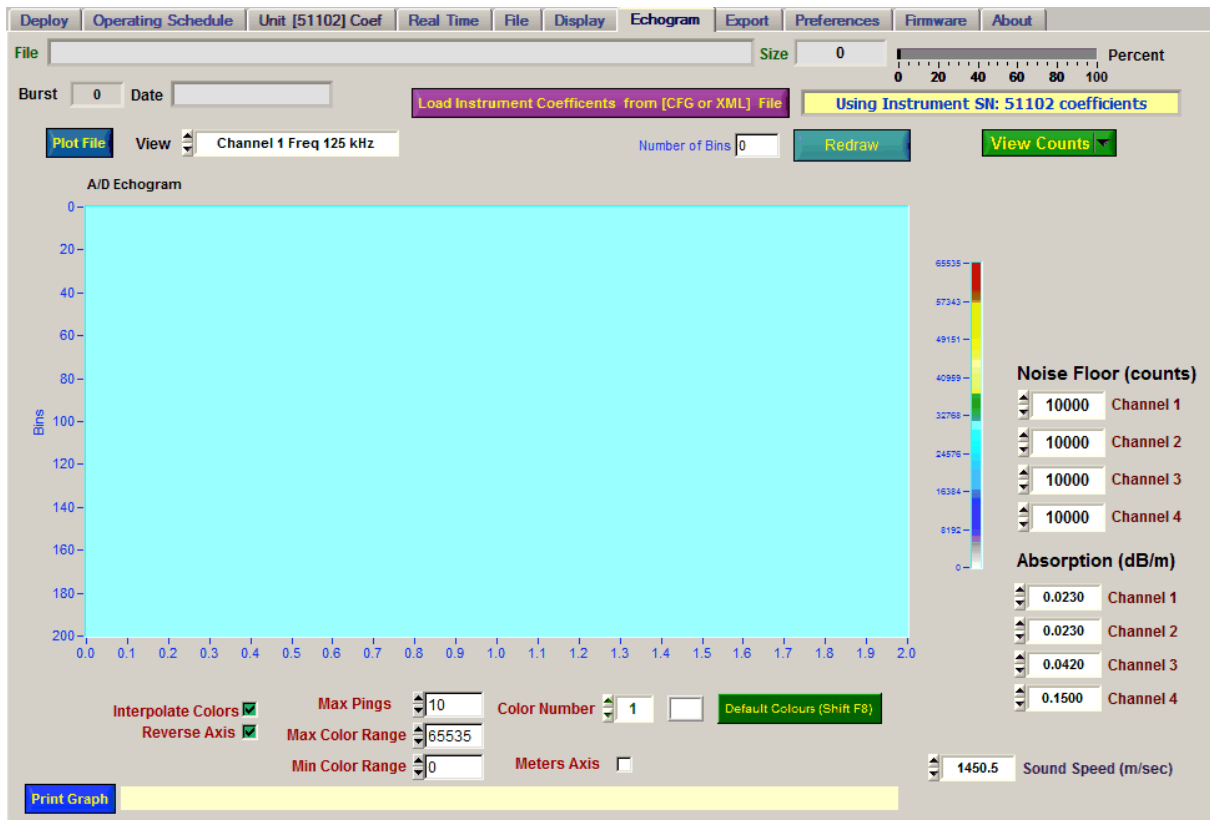 Deploy Operating Schedule Unit [51102] Coef Real Time File Display Echogram Export Preferences Firmware About
File Size 0 Percent
0 20 40 60 80 100
Burst 0 Date Load Instrument Coefficents from [CFG or XML] File Using Instrument SN: 51102 coefficients
Plot File View Channel 1 Freq 125 kHz Number of Bins 0 Redraw View Counts
A/D Echogram
Bins
0
20
40
60
80
100
120
140
160
180
200
0.0 0.1 0.2 0.3 0.4 0.5 0.6 0.7 0.8 0.9 1.0 1.1 1.2 1.3 1.4 1.5 1.6 1.7 1.8 1.9 2.0
65535
57343
49151
40959
32768
24576
16384
8192
0
Noise Floor (counts)
10000 Channel 1
10000 Channel 2
10000 Channel 3
10000 Channel 4
Absorption (dB/m)
0.0230 Channel 1
0.0230 Channel 2
0.0420 Channel 3
0.1500 Channel 4
Interpolate Colors Max Pings 10 Color Number 1 Default Colours (Shift F8)
Reverse Axis Max Color Range 65535
Min Color Range 0 Meters Axis
1450.5 Sound Speed (m/sec)
Print Graph